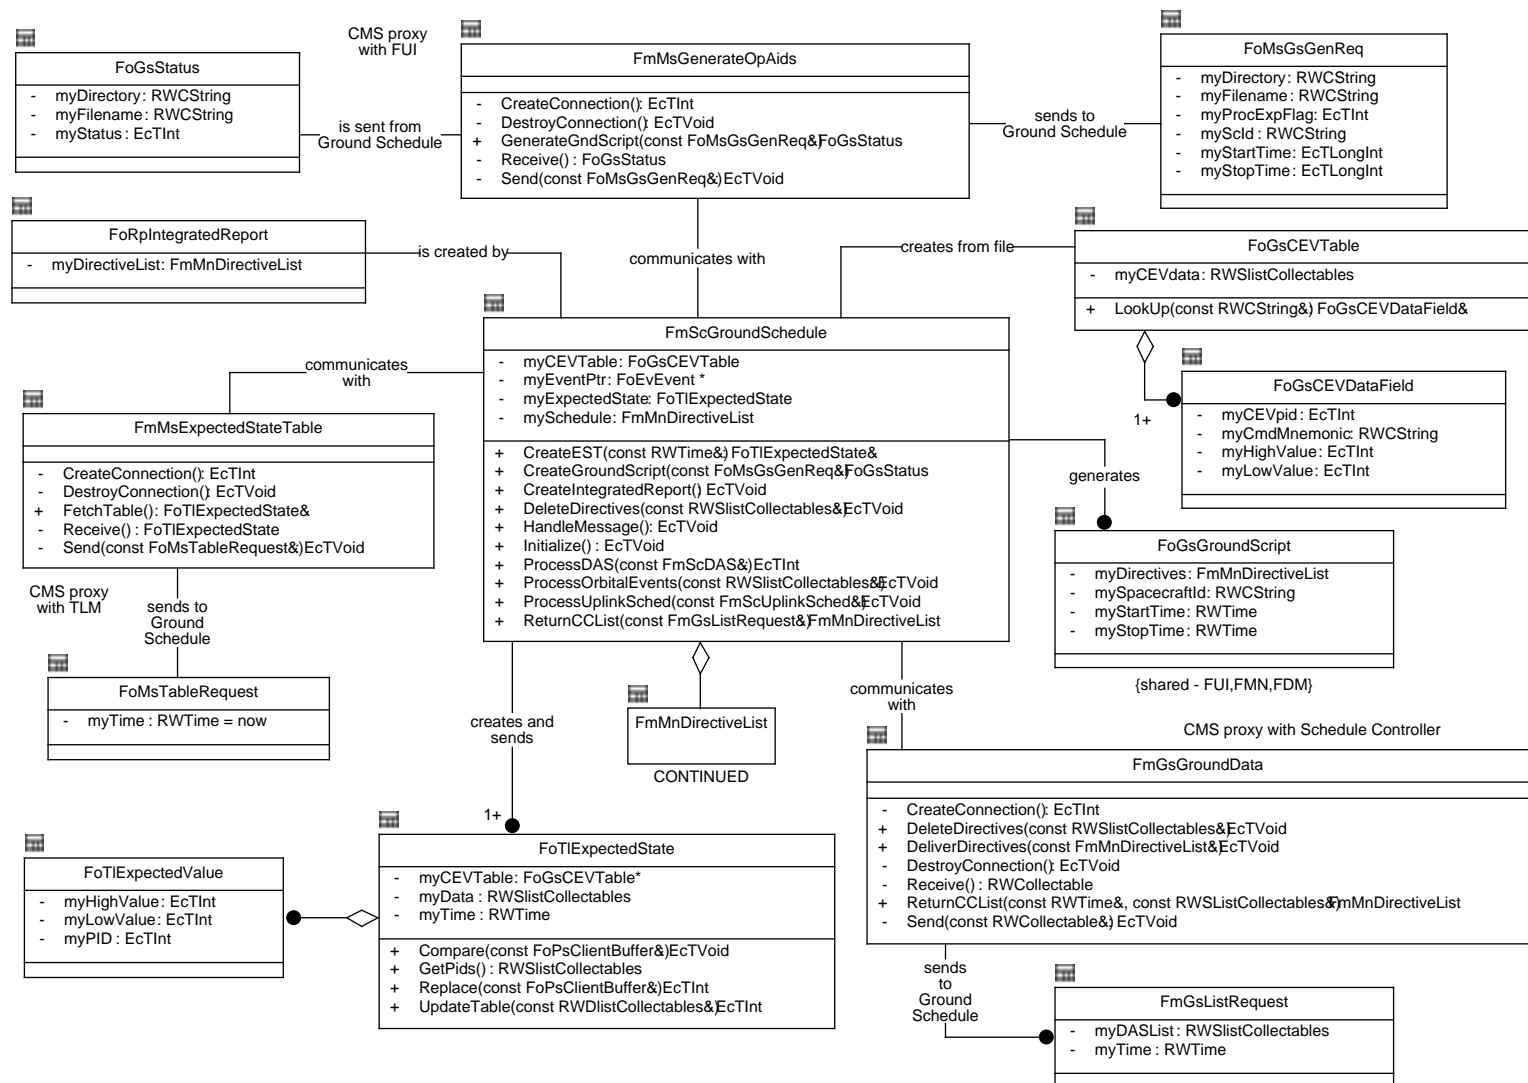 CMS proxy
with FUI
FoGsStatus
- myDirectory: RWCString
- myFilename: RWCString
- myStatus: EcTInt
is sent from
Ground Schedule
FmMsGenerateOpAids
- CreateConnection(): EcTInt
- DestroyConnection(): EcTVoid
+ GenerateGndScript(const FoMsGsGenReq&)FoGsStatus
- Receive() : FoGsStatus
- Send(const FoMsGsGenReq&)EcTVoid
sends to
Ground Schedule
FoMsGsGenReq
- myDirectory: RWCString
- myFilename: RWCString
- myProcExpFlag: EcTInt
- myScId: RWCString
- myStartTime: EcTLongInt
- myStopTime: EcTLongInt
FoRpIntegratedReport
- myDirectiveList: FmMnDirectiveList
is created by
communicates with
creates from file
FoGsCEVTable
- myCEVdata: RWSlistCollectables
+ LookUp(const RWCString&) FoGsCEVDataField&
1+
FoGsCEVDataField
- myCEVpid: EcTInt
- myCmdMnemonic: RWCString
- myHighValue: EcTInt
- myLowValue: EcTInt
FmScGroundSchedule
- myCEVTable: FoGsCEVTable
- myEventPtr: FoEvEvent *
- myExpectedState: FoTlExpectedState
- mySchedule: FmMnDirectiveList
+ CreateEST(const RWTime&) FoTlExpectedState&
+ CreateGroundScript(const FoMsGsGenReq&)FoGsStatus
+ CreateIntegratedReport() EcTVoid
+ DeleteDirectives(const RWSlistCollectables&)EcTVoid
+ HandleMessage(): EcTVoid
+ Initialize() : EcTVoid
+ ProcessDAS(const FmScDAS&)EcTInt
+ ProcessOrbitalEvents(const RWSlistCollectables&)EcTVoid
+ ProcessUplinkSched(const FmScUplinkSched&)EcTVoid
+ ReturnCCList(const FmGsListRequest&)FmMnDirectiveList
communicates
with
FmMsExpectedStateTable
- CreateConnection(): EcTInt
- DestroyConnection(): EcTVoid
+ FetchTable(): FoTlExpectedState&
- Receive() : FoTlExpectedState
- Send(const FoMsTableRequest&)EcTVoid
CMS proxy
with TLM
sends to
Ground
Schedule
FoMsTableRequest
- myTime : RWTime = now
generates
FoGsGroundScript
- myDirectives: FmMnDirectiveList
- mySpacecraftId: RWCString
- myStartTime: RWTime
- myStopTime: RWTime
{shared - FUI,FMN,FDM}
creates and
sends
1+
FmMnDirectiveList
CONTINUED
communicates
with
CMS proxy with Schedule Controller
FmGsGroundData
- CreateConnection(): EcTInt
+ DeleteDirectives(const RWSlistCollectables&)EcTVoid
+ DeliverDirectives(const FmMnDirectiveList&)EcTVoid
- DestroyConnection(): EcTVoid
- Receive() : RWCollectable
+ ReturnCCList(const RWTime&, const RWSListCollectables&)FmMnDirectiveList
- Send(const RWCollectable&) EcTVoid
FoTlExpectedValue
- myHighValue: EcTInt
- myLowValue: EcTInt
- myPID : EcTInt
FoTlExpectedState
- myCEVTable: FoGsCEVTable*
- myData : RWSlistCollectables
- myTime : RWTime
+ Compare(const FoPsClientBuffer&)EcTVoid
+ GetPids() : RWSlistCollectables
+ Replace(const FoPsClientBuffer&)EcTInt
+ UpdateTable(const RWDlistCollectables&)EcTInt
sends
to
Ground
Schedule
FmGsListRequest
- myDASList : RWSlistCollectables
- myTime : RWTime